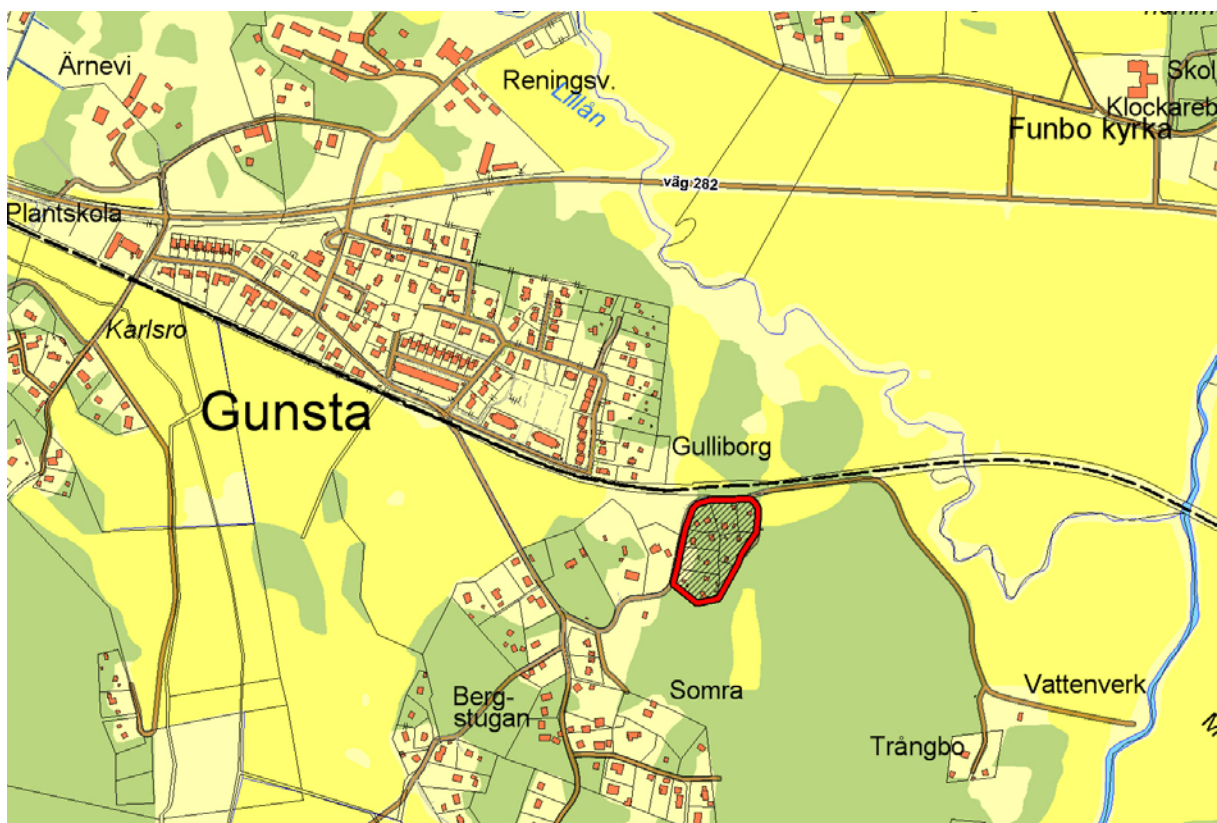 Ärnevi
Reningsv.
Lillån
Skol
Klockareb
Funbo kyrka
väg 282
Plantskola
Karlsro
Gunsta
Gulliborg
Somra
Berg-
stugan
Vattenverk
Trångbo